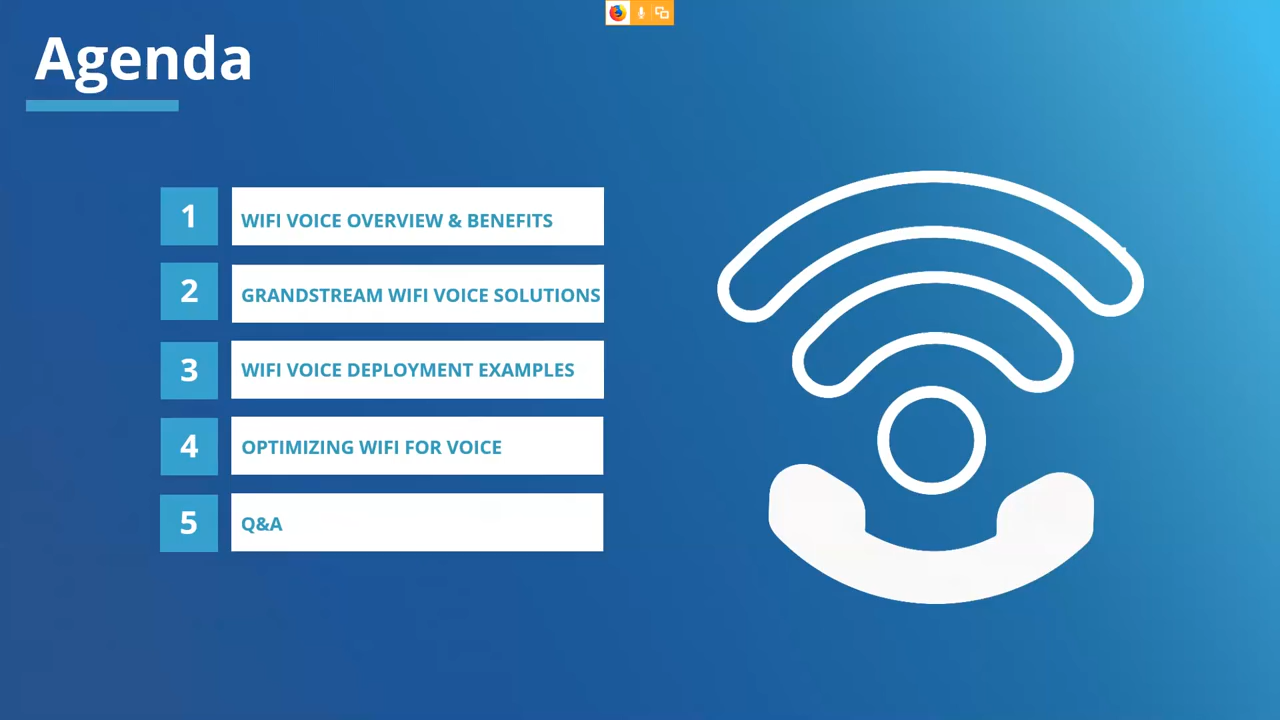 Agenda
1 WIFI VOICE OVERVIEW & BENEFITS
2 GRANDSTREAM WIFI VOICE SOLUTIONS
3 WIFI VOICE DEPLOYMENT EXAMPLES
4 OPTIMIZING WIFI FOR VOICE
5 Q&A